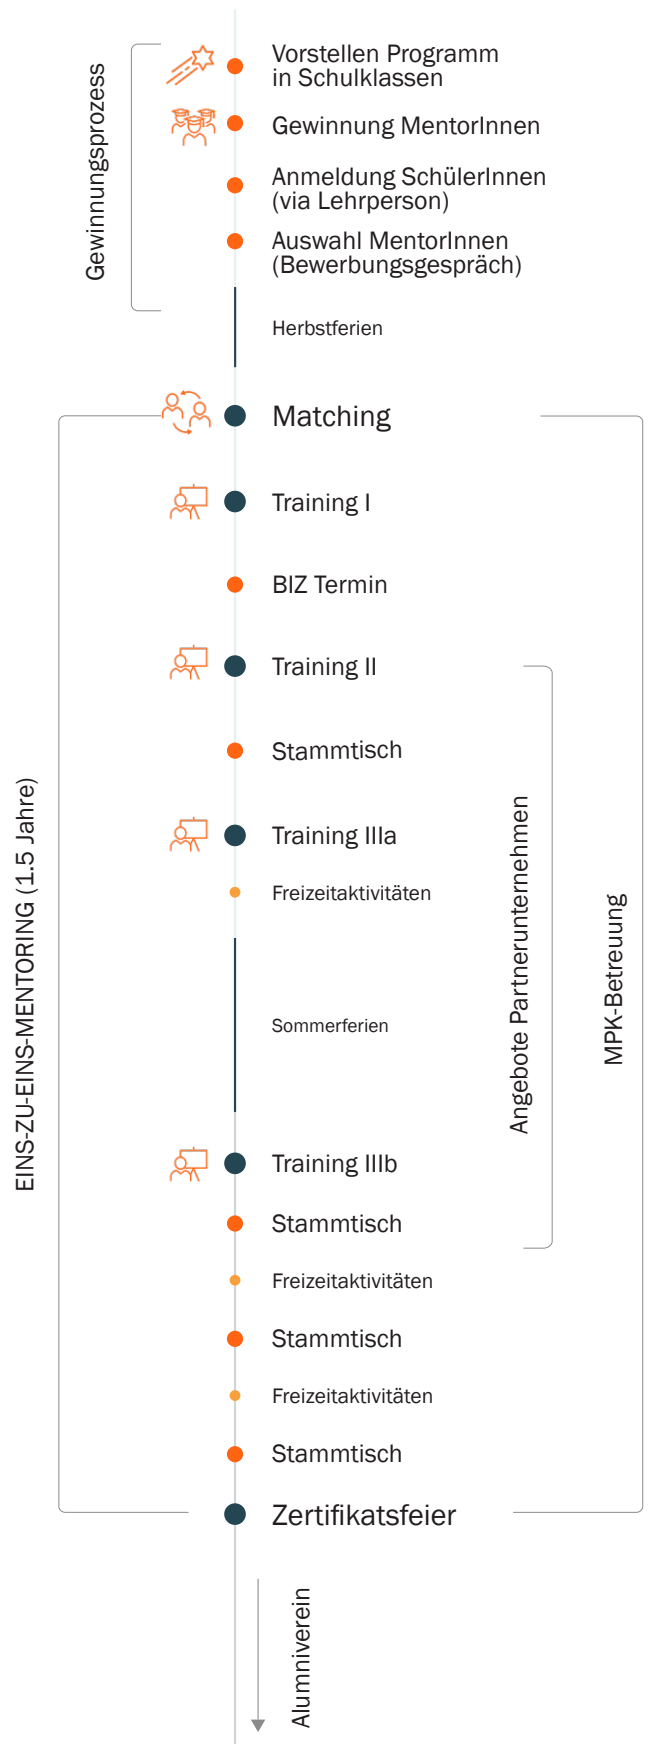 Gewinnungsprozess
Vorstellen Programm
in Schulklassen
Gewinnung MentorInnen
Anmeldung SchülerInnen
(via Lehrperson)
Auswahl MentorInnen
(Bewerbungsgespräch)
Herbstferien
EINS-ZU-EINS-MENTORING (1.5 Jahre)
Matching
Training I
BIZ Termin
Training II
Stammtisch
Training IIIa
Freizeitaktivitäten
Sommerferien
Training IIIb
Stammtisch
Freizeitaktivitäten
Stammtisch
Freizeitaktivitäten
Stammtisch
Zertifikatsfeier
Angebote Partnerunternehmen
MPK-Betreuung
Alumniverein